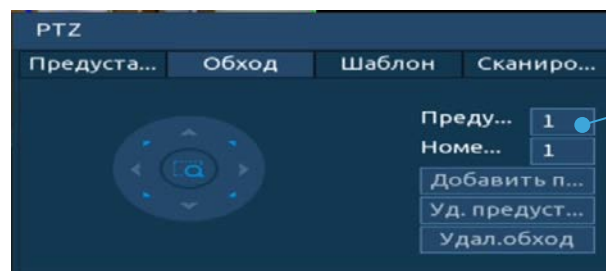 PTZ
Предуста... Обход Шаблон Сканиро...
Преду... 1
Номе... 1
Добавить п...
Уд. предуст...
Удал.обход